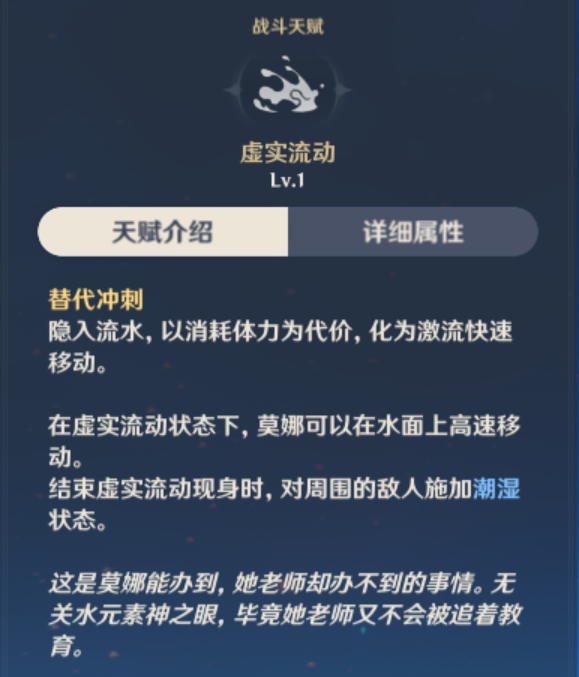 战斗天赋
虚实流动
Lv.1
天赋介绍
详细属性
替代冲刺
隐入流水，以消耗体力为代价，化为激流快速
移动。
在虚实流动状态下，莫娜可以在水面上高速移
动。
结束虚实流动现身时，对周围的敌人施加潮湿
状态。
这是莫娜能办到，她老师却办不到的事情。无
关水元素神之眼，毕竟她老师又不会被追着教
育。